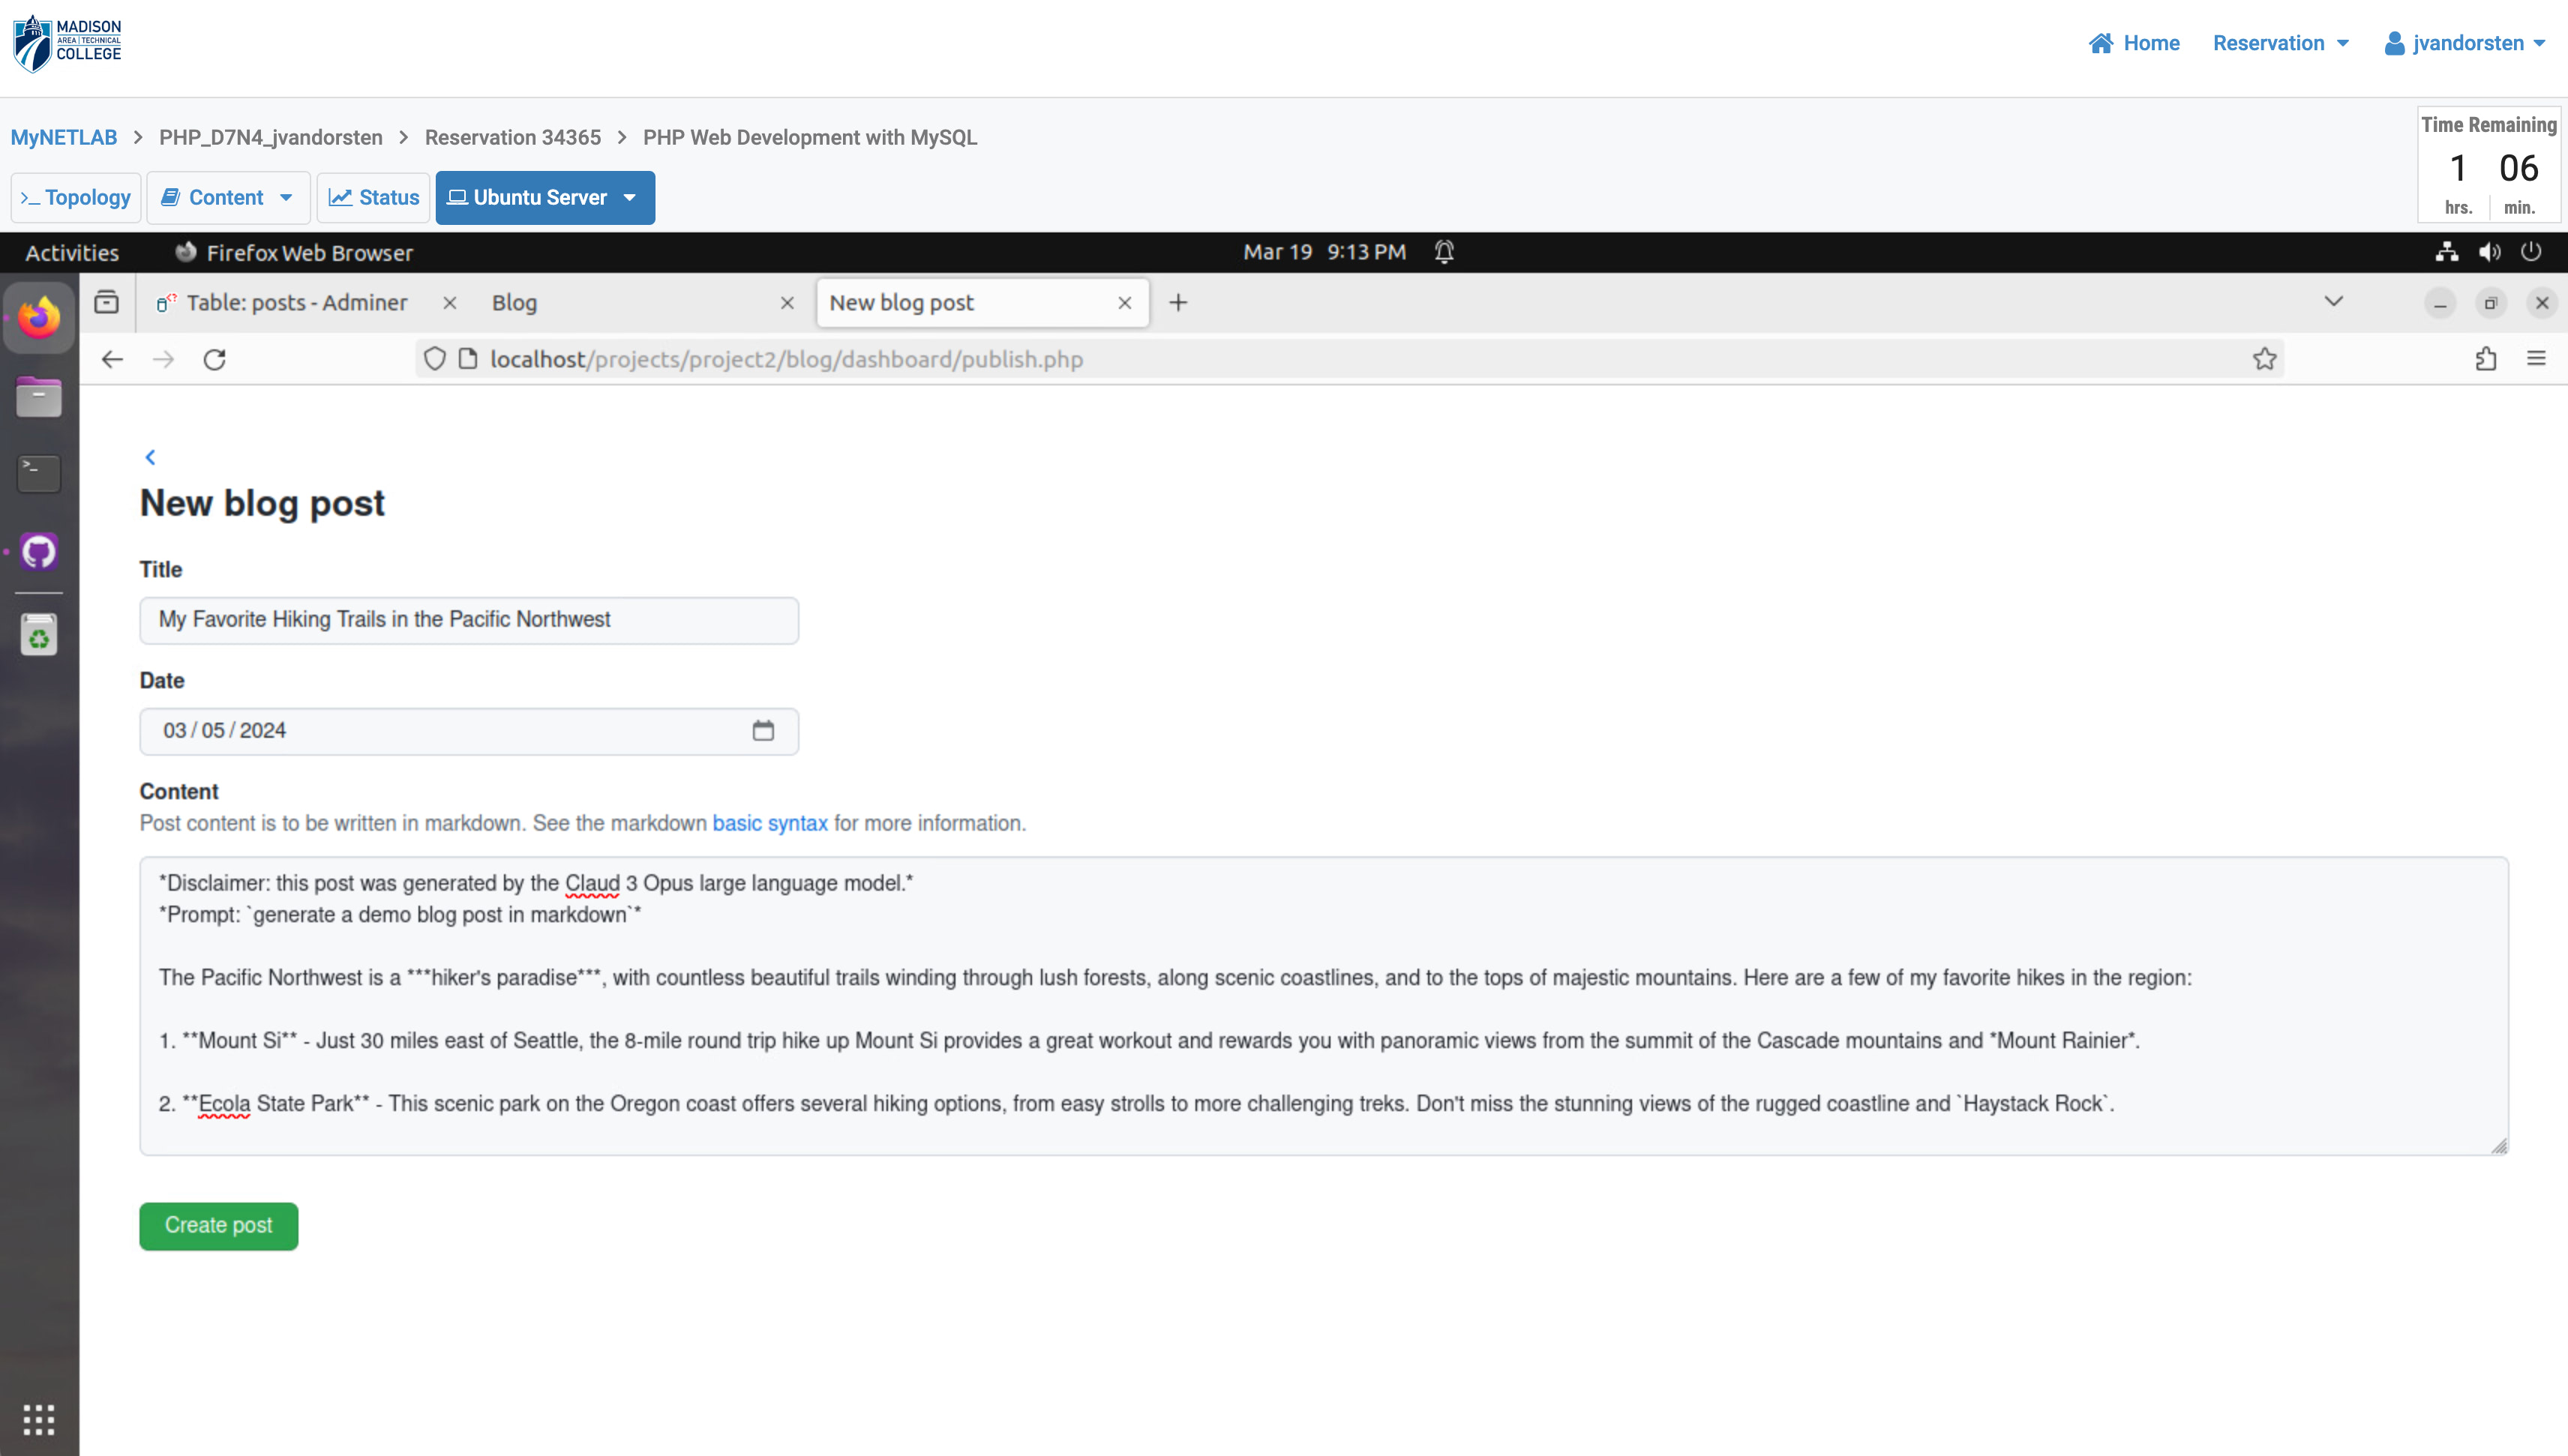 MADISON
AREA | TECHNICAL
COLLEGE
Home
Reservation
jvandorsten
MyNETLAB > PHP_D7N4_jvandorsten > Reservation 34365 > PHP Web Development with MySQL
Time Remaining
1 06
hrs. min.
>_ Topology
Content
Status
Ubuntu Server
Activities
Firefox Web Browser
Mar 19 9:13 PM
Table: posts - Adminer
Blog
New blog post
localhost/projects/project2/blog/dashboard/publish.php
New blog post
Title
My Favorite Hiking Trails in the Pacific Northwest
Date
03 / 05 / 2024
Content
Post content is to be written in markdown. See the markdown basic syntax for more information.
*Disclaimer: this post was generated by the Claud 3 Opus large language model.*
*Prompt: `generate a demo blog post in markdown`*
The Pacific Northwest is a ***hiker's paradise***, with countless beautiful trails winding through lush forests, along scenic coastlines, and to the tops of majestic mountains. Here are a few of my favorite hikes in the region:
1. **Mount Si** - Just 30 miles east of Seattle, the 8-mile round trip hike up Mount Si provides a great workout and rewards you with panoramic views from the summit of the Cascade mountains and *Mount Rainier*.
2. **Ecola State Park** - This scenic park on the Oregon coast offers several hiking options, from easy strolls to more challenging treks. Don't miss the stunning views of the rugged coastline and `Haystack Rock`.
Create post